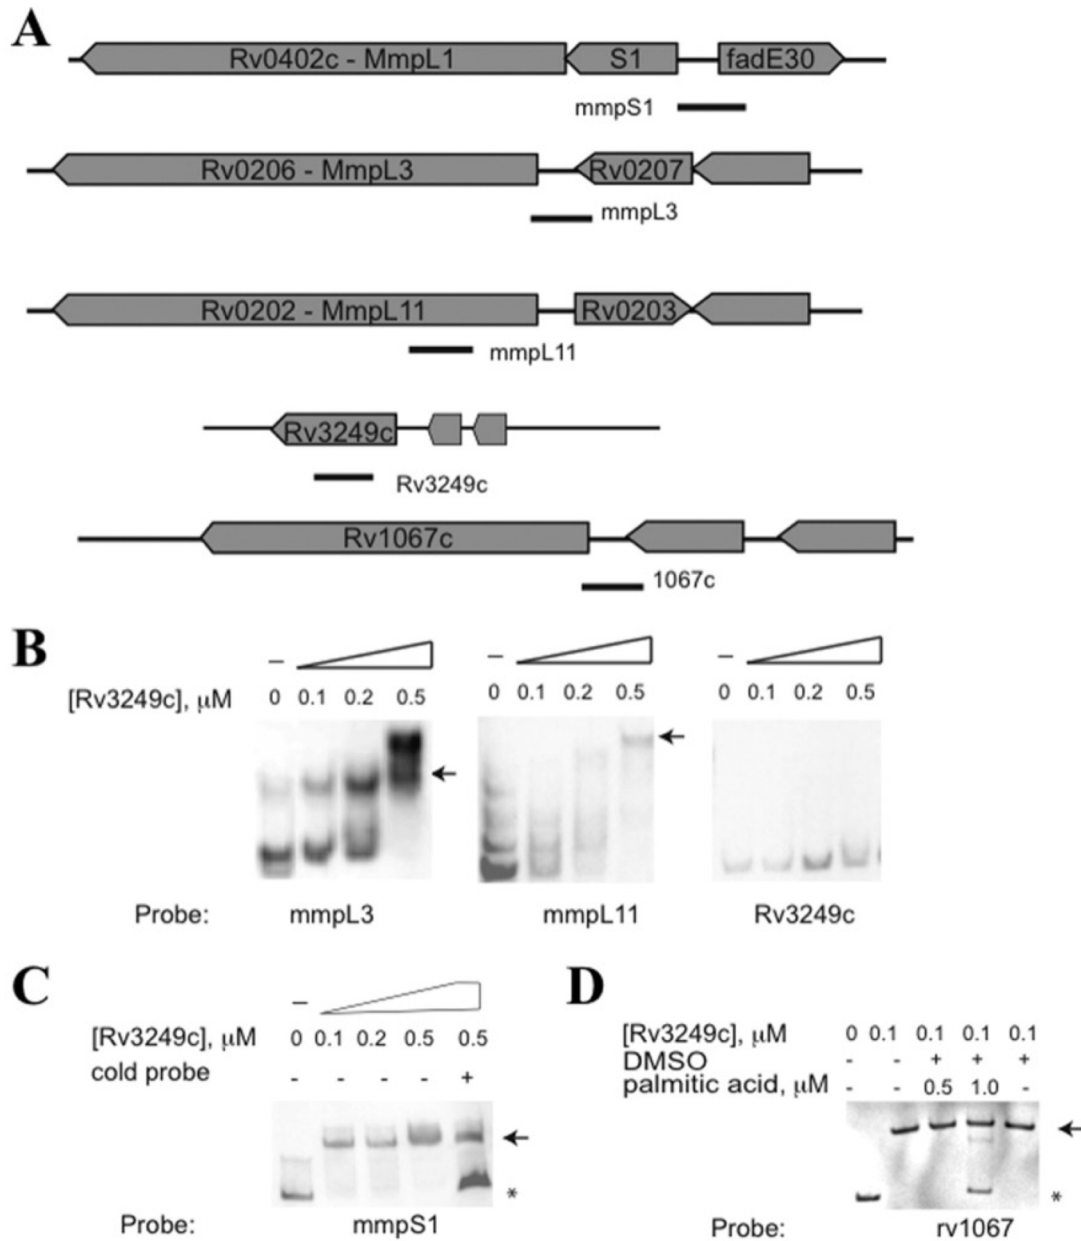 A
Rv0402c - MmpL1 S1 fadE30
mmpS1
Rv0206 - MmpL3 Rv0207
mmpL3
Rv0202 - MmpL11 Rv0203
mmpL11
Rv3249c
Rv3249c
Rv1067c
1067c
B
– – –
[Rv3249c], μM 0 0.1 0.2 0.5 0 0.1 0.2 0.5 0 0.1 0.2 0.5
Probe: mmpL3 mmpL11 Rv3249c
C
–
[Rv3249c], μM 0 0.1 0.2 0.5 0.5
cold probe - - - - +
*
Probe: mmpS1
D
[Rv3249c], μM 0 0.1 0.1 0.1 0.1
DMSO - - + + +
palmitic acid, μM - - 0.5 1.0 -
*
Probe: rv1067